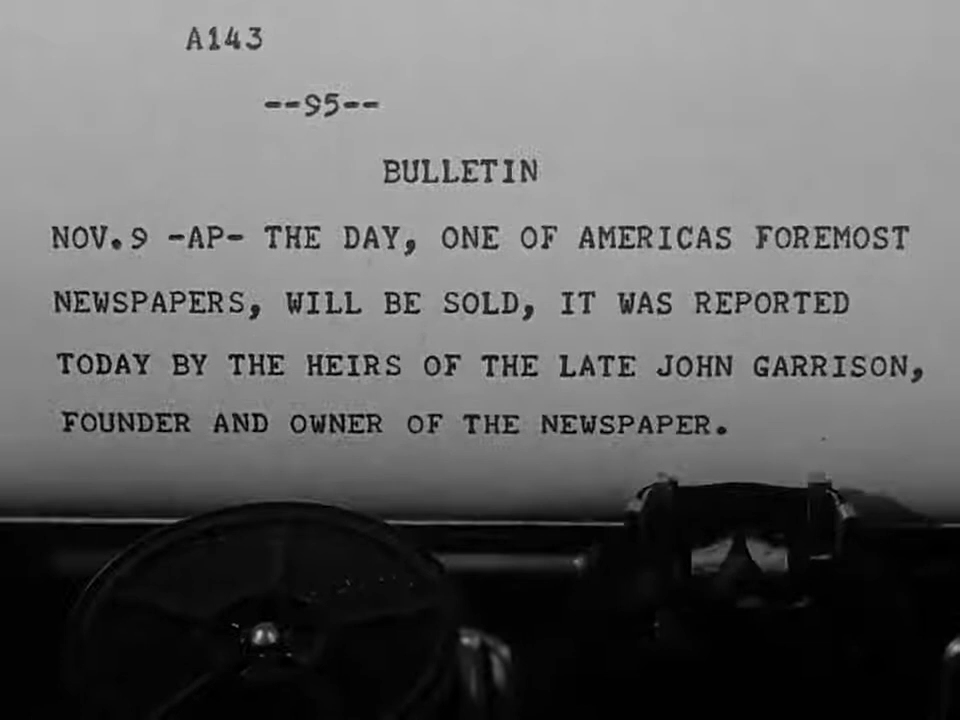 A143
--95--
BULLETIN
NOV.9 -AP- THE DAY, ONE OF AMERICAS FOREMOST
NEWSPAPERS, WILL BE SOLD, IT WAS REPORTED
TODAY BY THE HEIRS OF THE LATE JOHN GARRISON,
FOUNDER AND OWNER OF THE NEWSPAPER.